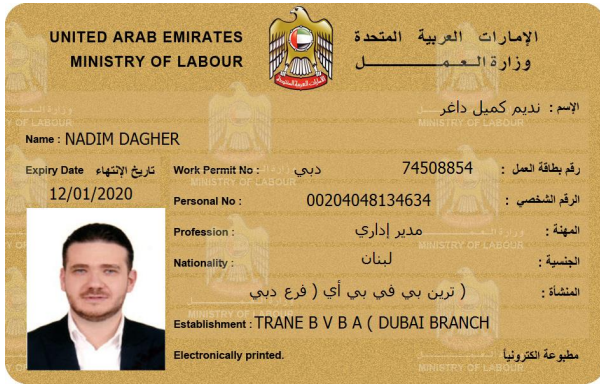 UNITED ARAB EMIRATES الإمارات العربية المتحدة
MINISTRY OF LABOUR وزارة العمل
الإسم : نديم كميل داغر
Name : NADIM DAGHER
Expiry Date تاريخ الإنتهاء
12/01/2020
Work Permit No : دبي 74508854 رقم بطاقة العمل :
Personal No : 00204048134634 الرقم الشخصي :
Profession : مدير إداري المهنة :
Nationality : لبنان الجنسية :
( ترين بي في بي أي ( فرع دبي المنشأة :
Establishment : TRANE B V B A ( DUBAI BRANCH
Electronically printed. مطبوعة الكترونياً